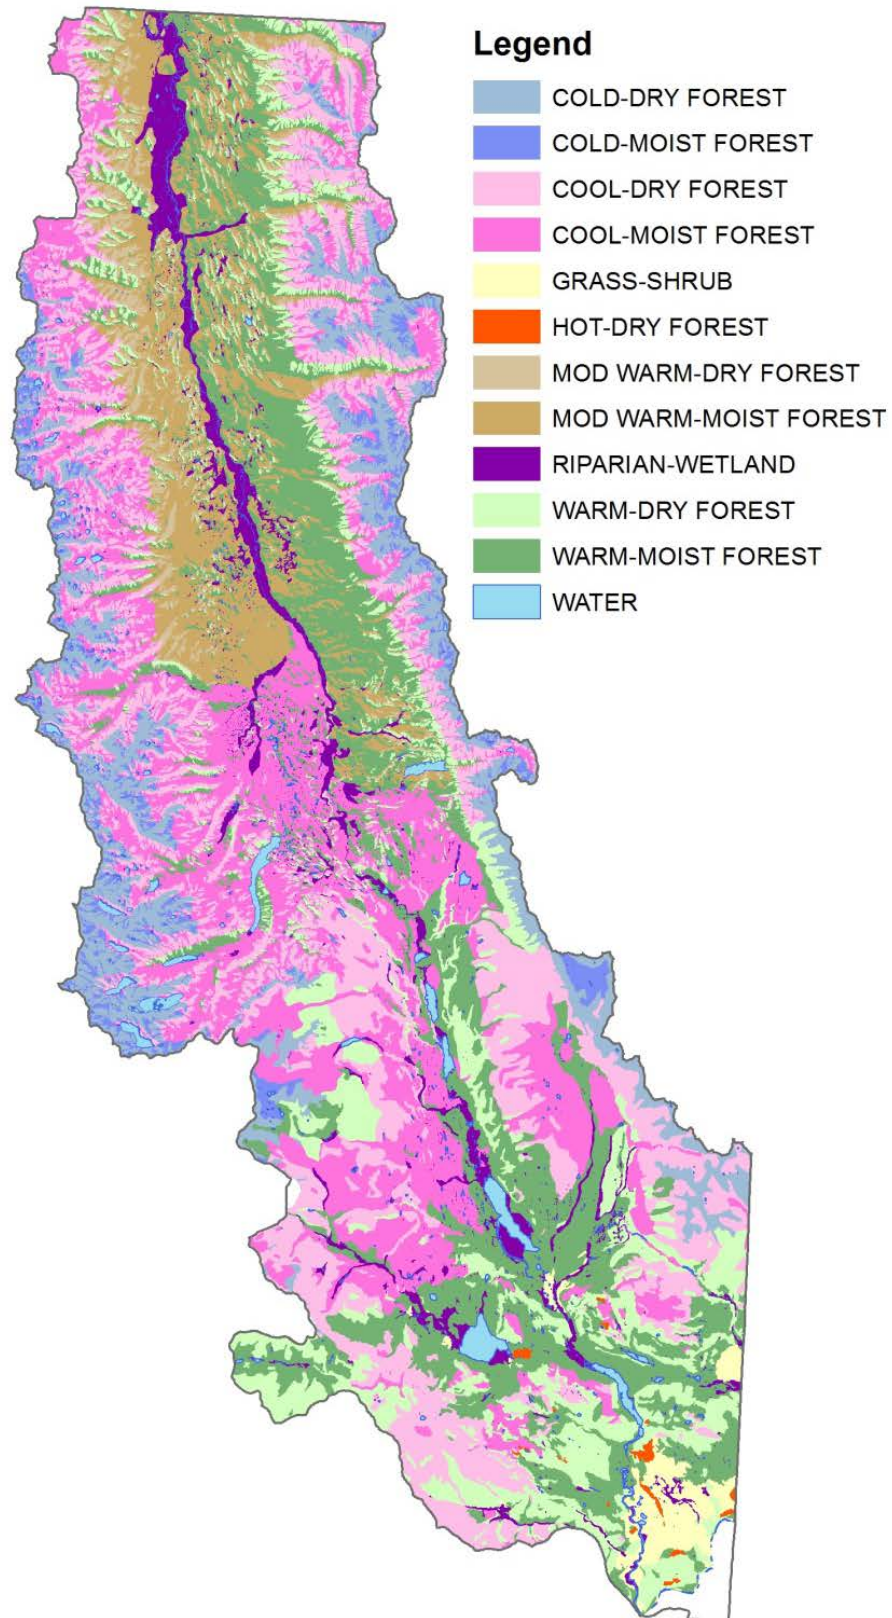 Legend
COLD-DRY FOREST
COLD-MOIST FOREST
COOL-DRY FOREST
COOL-MOIST FOREST
GRASS-SHRUB
HOT-DRY FOREST
MOD WARM-DRY FOREST
MOD WARM-MOIST FOREST
RIPARIAN-WETLAND
WARM-DRY FOREST
WARM-MOIST FOREST
WATER